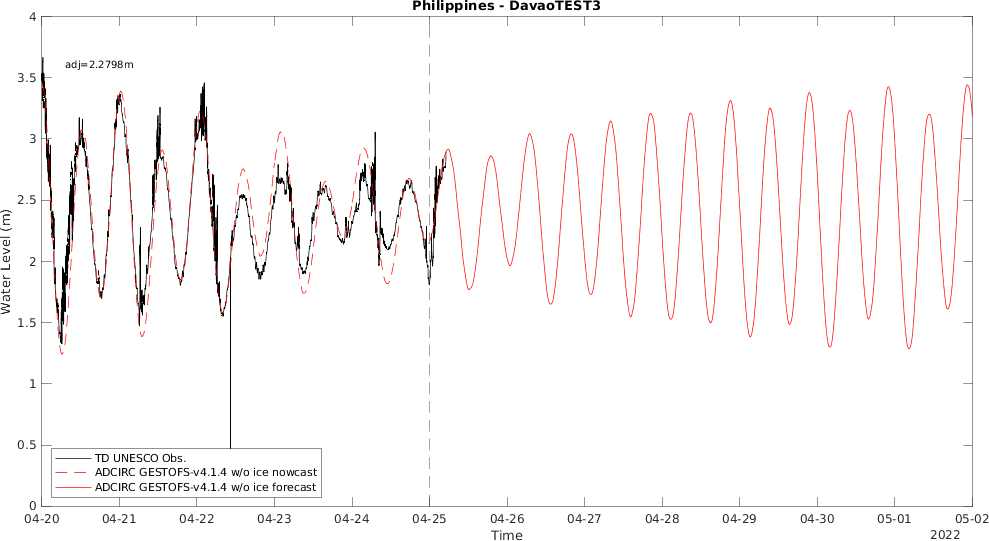 Philippines - DavaoTEST3
adj=2.2798m
4
3.5
3
2.5
2
1.5
1
0.5
0
Water Level (m)
TD UNESCO Obs.
ADCIRC GESTOFS-v4.1.4 w/o ice nowcast
ADCIRC GESTOFS-v4.1.4 w/o ice forecast
04-20 04-21 04-22 04-23 04-24 04-25 04-26 04-27 04-28 04-29 04-30 05-01 05-02
Time
2022